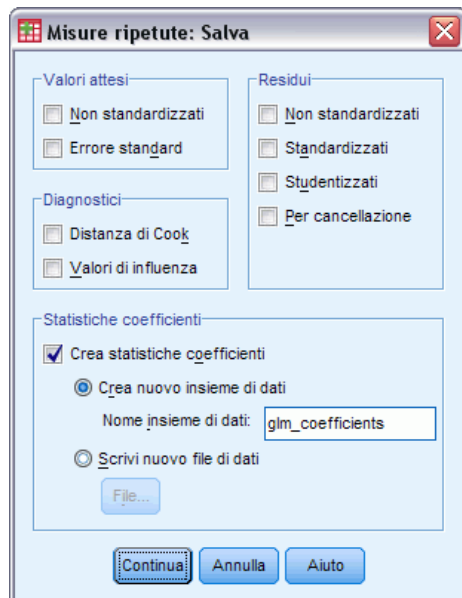 Misure ripetute: Salva
Valori attesi
Non standardizzati
Errore standard
Diagnostici
Distanza di Cook
Valori di influenza
Residui
Non standardizzati
Standardizzati
Studentizzati
Per cancellazione
Statistiche coefficienti
Crea statistiche coefficienti
Crea nuovo insieme di dati
Nome insieme di dati: glm_coefficients
Scrivi nuovo file di dati
File...
Continua Annulla Aiuto